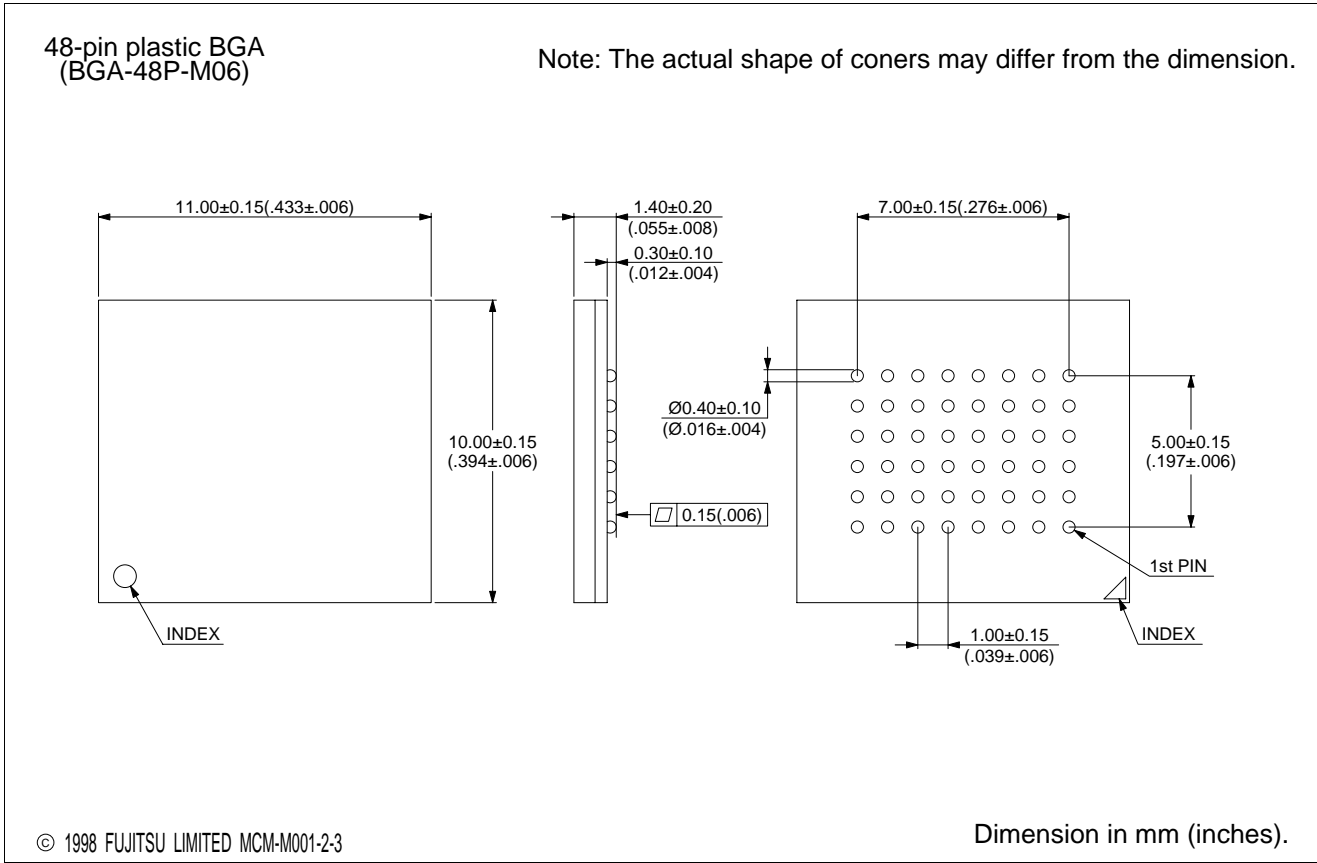 48-pin plastic BGA
(BGA-48P-M06)
Note: The actual shape of coners may differ from the dimension.
11.00±0.15(.433±.006)
1.40±0.20
(.055±.008)
0.30±0.10
(.012±.004)
7.00±0.15(.276±.006)
10.00±0.15
(.394±.006)
Ø0.40±0.10
(Ø.016±.004)
5.00±0.15
(.197±.006)
0.15(.006)
1st PIN
INDEX
1.00±0.15
(.039±.006)
INDEX
© 1998 FUJITSU LIMITED MCM-M001-2-3
Dimension in mm (inches).